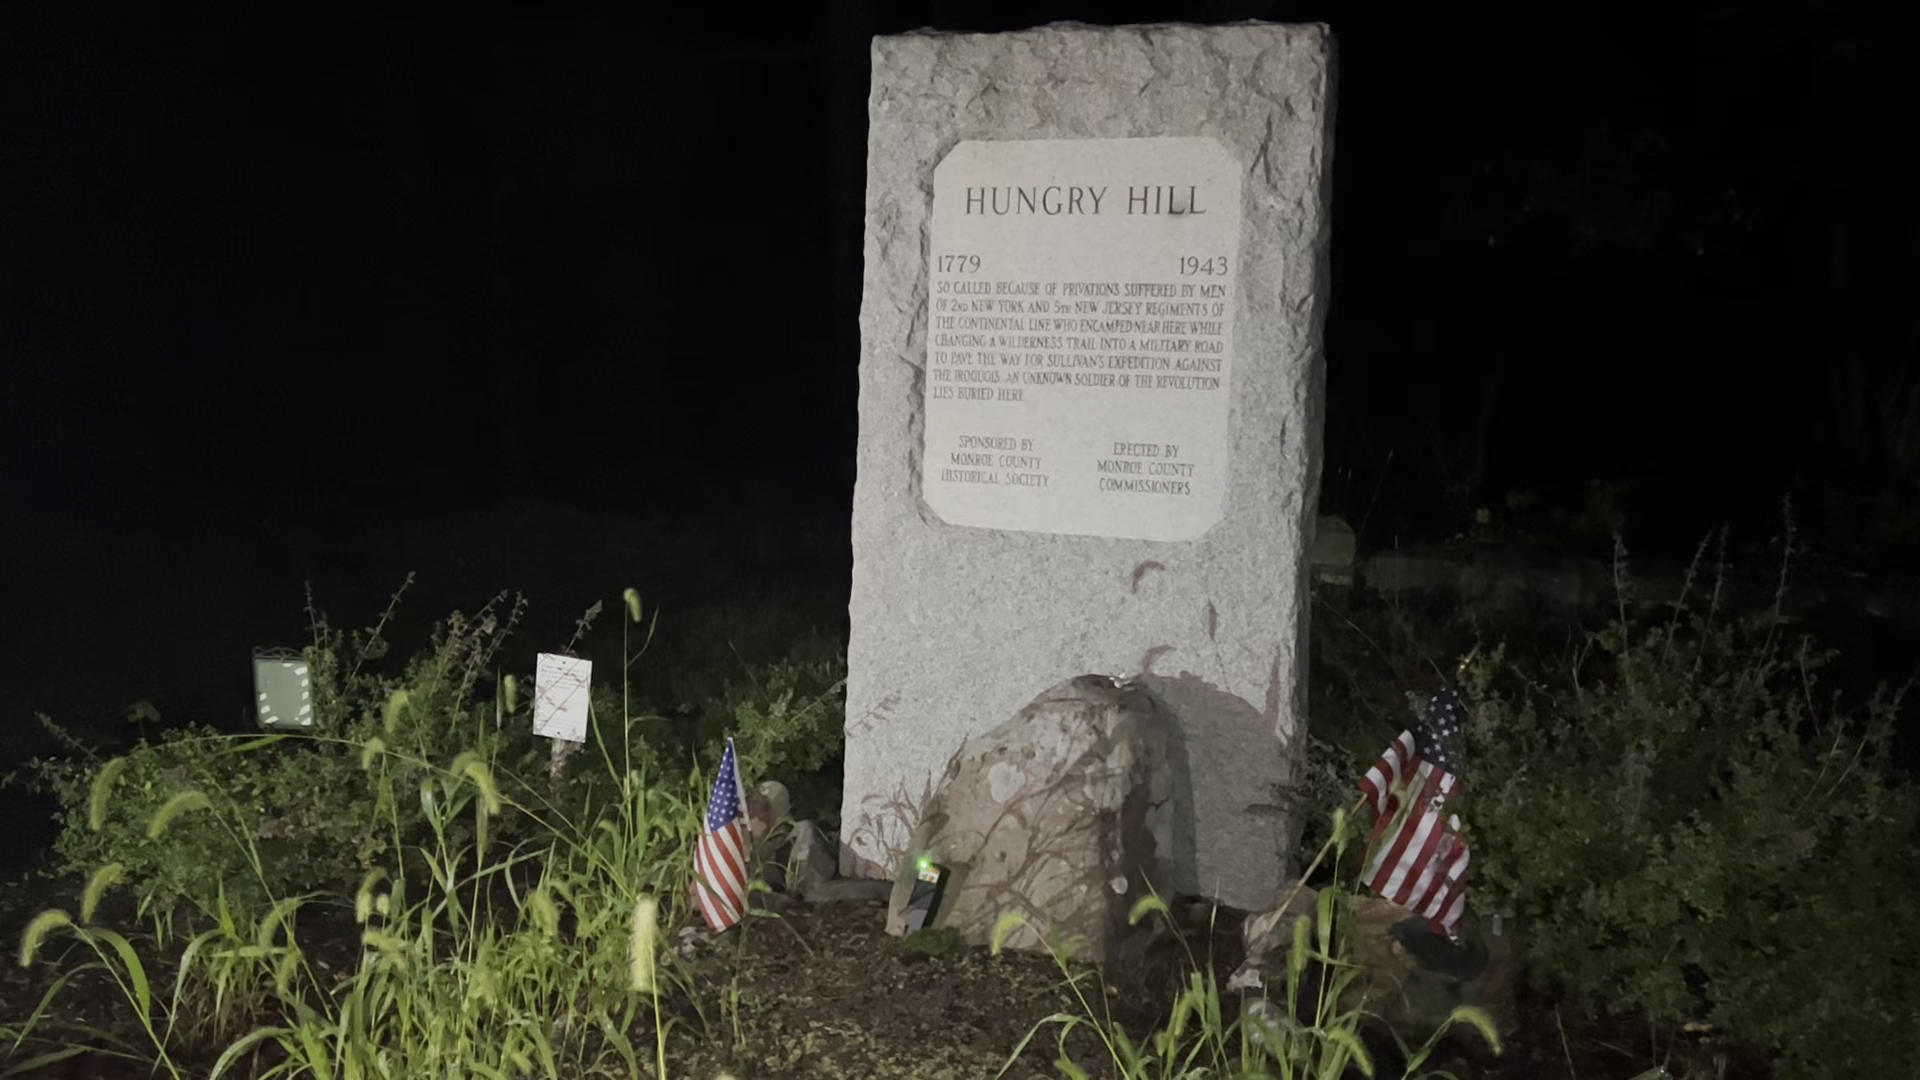 HUNGRY HILL
1779 1943
SO CALLED BECAUSE OF PRIVATIONS SUFFERED BY MEN
OF 2ND NEW YORK AND 5TH NEW JERSEY REGIMENTS OF
THE CONTINENTAL LINE WHO ENCAMPED NEAR HERE WHILE
CHANGING A WILDERNESS TRAIL INTO A MILITARY ROAD
TO PAVE THE WAY FOR SULLIVAN'S EXPEDITION AGAINST
THE IROQUOIS. AN UNKNOWN SOLDIER OF THE REVOLUTION
LIES BURIED HERE
SPONSORED BY
MONROE COUNTY
HISTORICAL SOCIETY
ERECTED BY
MONROE COUNTY
COMMISSIONERS